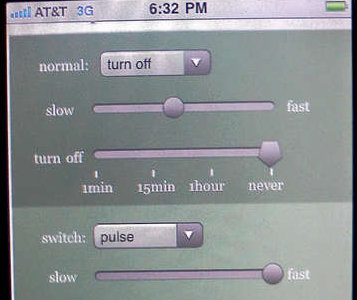 AT&T 3G 6:32 PM
normal: turn off
slow fast
turn off
1min 15min 1hour never
switch: pulse
slow fast